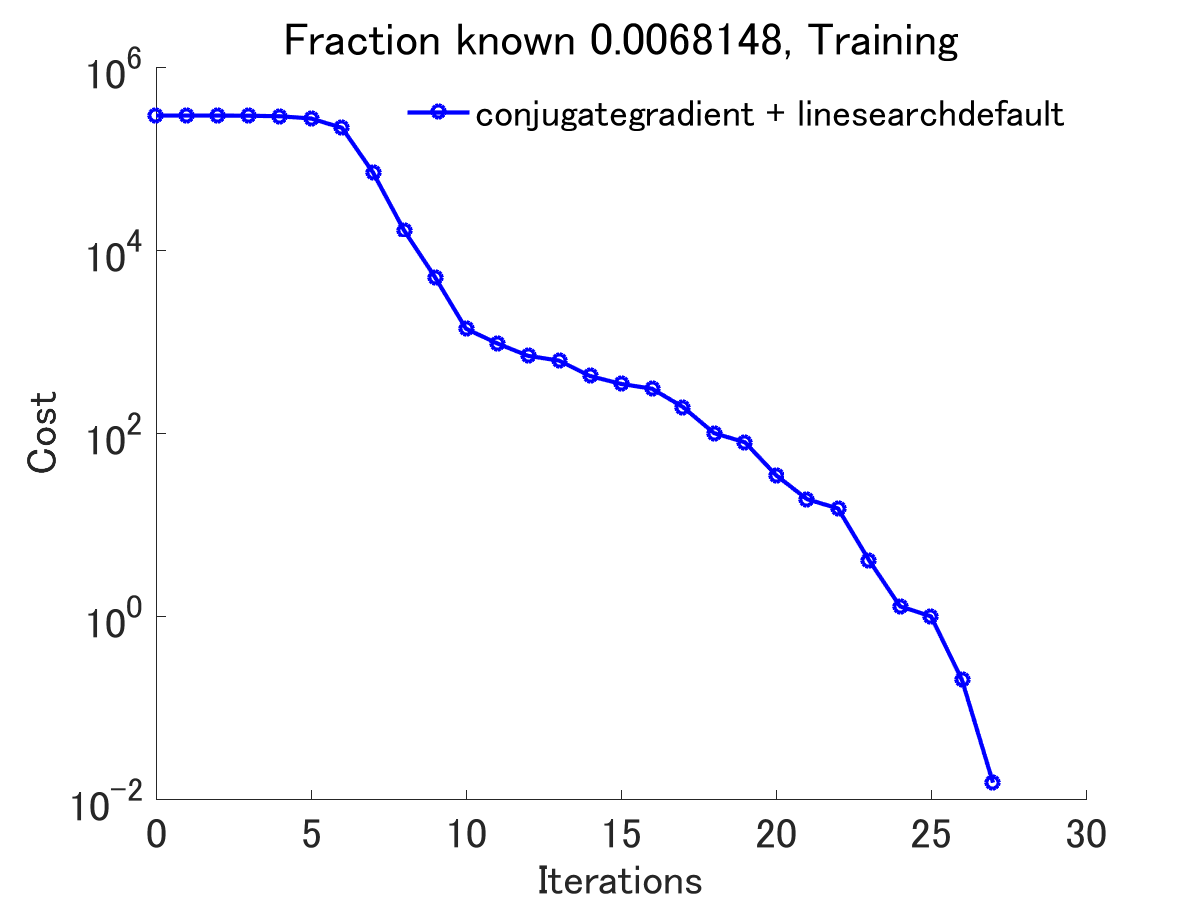 Fraction known 0.0068148, Training
conjugategradient + linesearchdefault
10^6
10^4
10^2
10^0
10^-2
Cost
0 5 10 15 20 25 30
Iterations